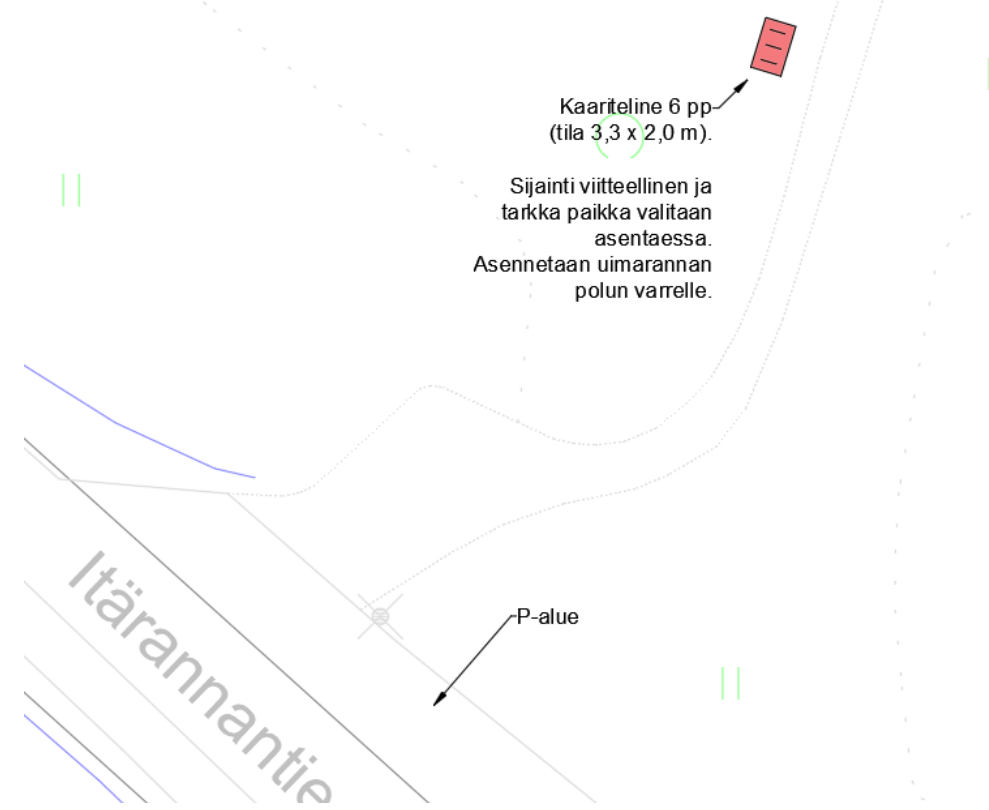 Kaariteline 6 pp
(tila 3,3 x 2,0 m).
Sijainti viitteellinen ja
tarkka paikka valitaan
asentaessa.
Asennetaan uimarannan
polun varrelle.
P-alue
Itärannantie